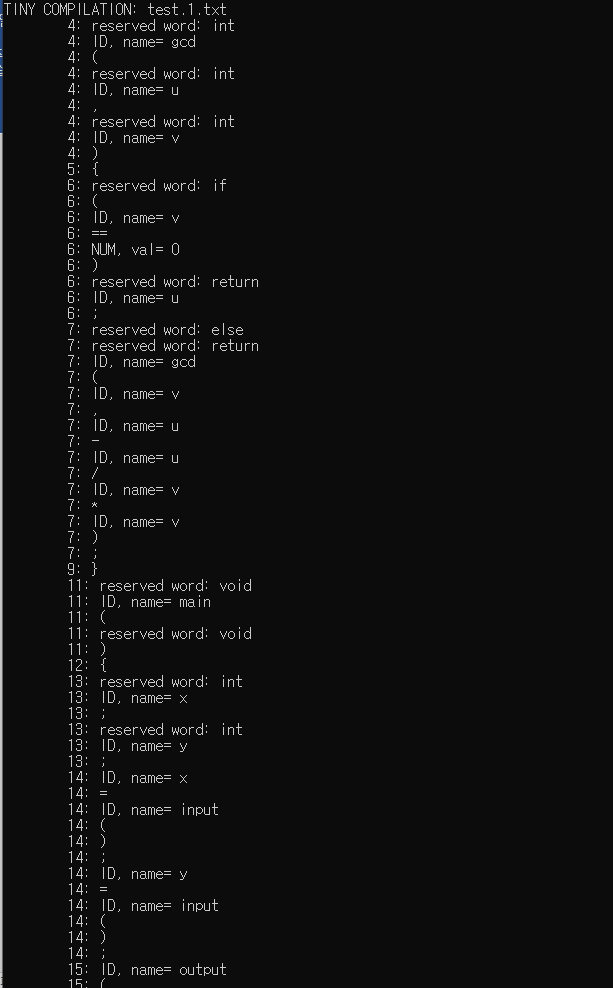 TINY COMPILATION: test.1.txt
4: reserved word: int
4: ID, name= gcd
4: (
4: reserved word: int
4: ID, name= u
4: ,
4: reserved word: int
4: ID, name= v
4: )
5: {
6: reserved word: if
6: (
6: ID, name= v
6: ==
6: NUM, val= 0
6: )
6: reserved word: return
6: ID, name= u
6: ;
7: reserved word: else
7: reserved word: return
7: ID, name= gcd
7: (
7: ID, name= v
7: ,
7: ID, name= u
7: -
7: ID, name= u
7: /
7: ID, name= v
7: *
7: ID, name= v
7: )
7: ;
9: }
11: reserved word: void
11: ID, name= main
11: (
11: reserved word: void
11: )
12: {
13: reserved word: int
13: ID, name= x
13: ;
13: reserved word: int
13: ID, name= y
13: ;
14: ID, name= x
14: =
14: ID, name= input
14: (
14: )
14: ;
14: ID, name= y
14: =
14: ID, name= input
14: (
14: )
14: ;
15: ID, name= output
15: (